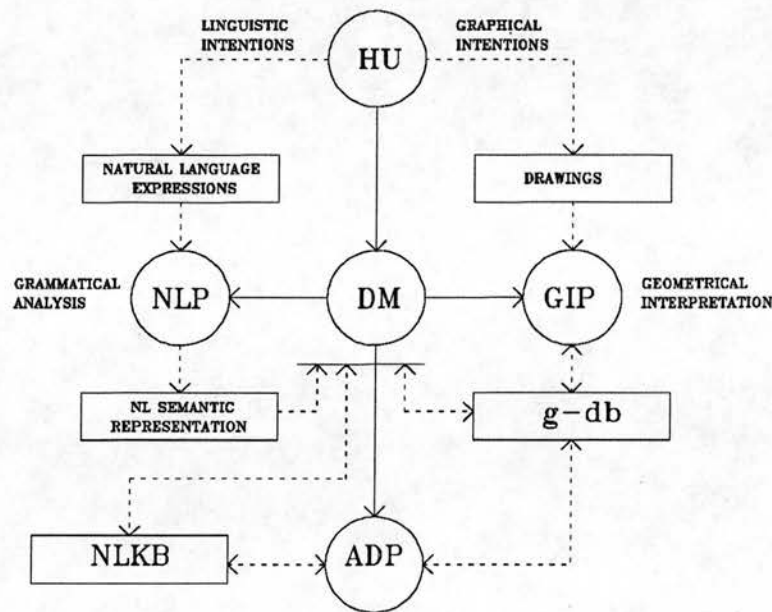 LINGUISTIC
INTENTIONS
HU
GRAPHICAL
INTENTIONS
NATURAL LANGUAGE
EXPRESSIONS
DRAWINGS
GRAMMATICAL
ANALYSIS
NLP
DM
GIP
GEOMETRICAL
INTERPRETATION
NL SEMANTIC
REPRESENTATION
g-db
NLKB
ADP